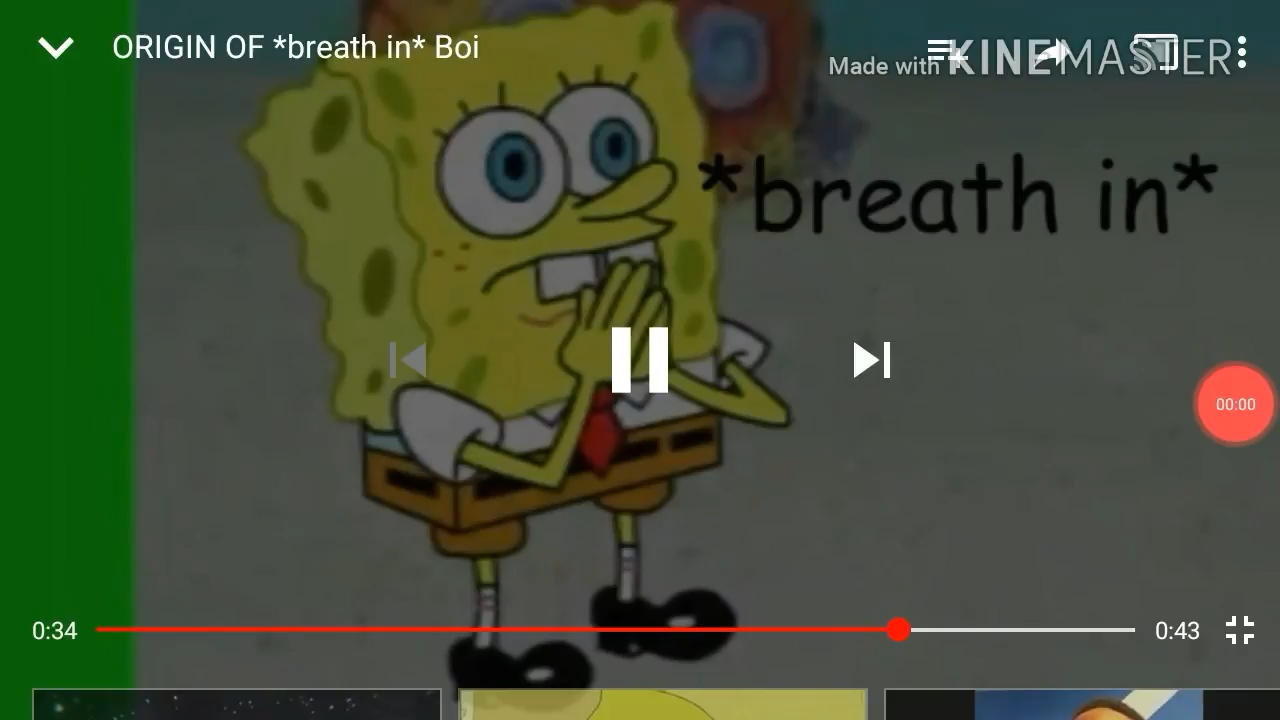 ORIGIN OF *breath in* Boi
Made with KINEMASTER
*breath in*
00:00
0:34
0:43